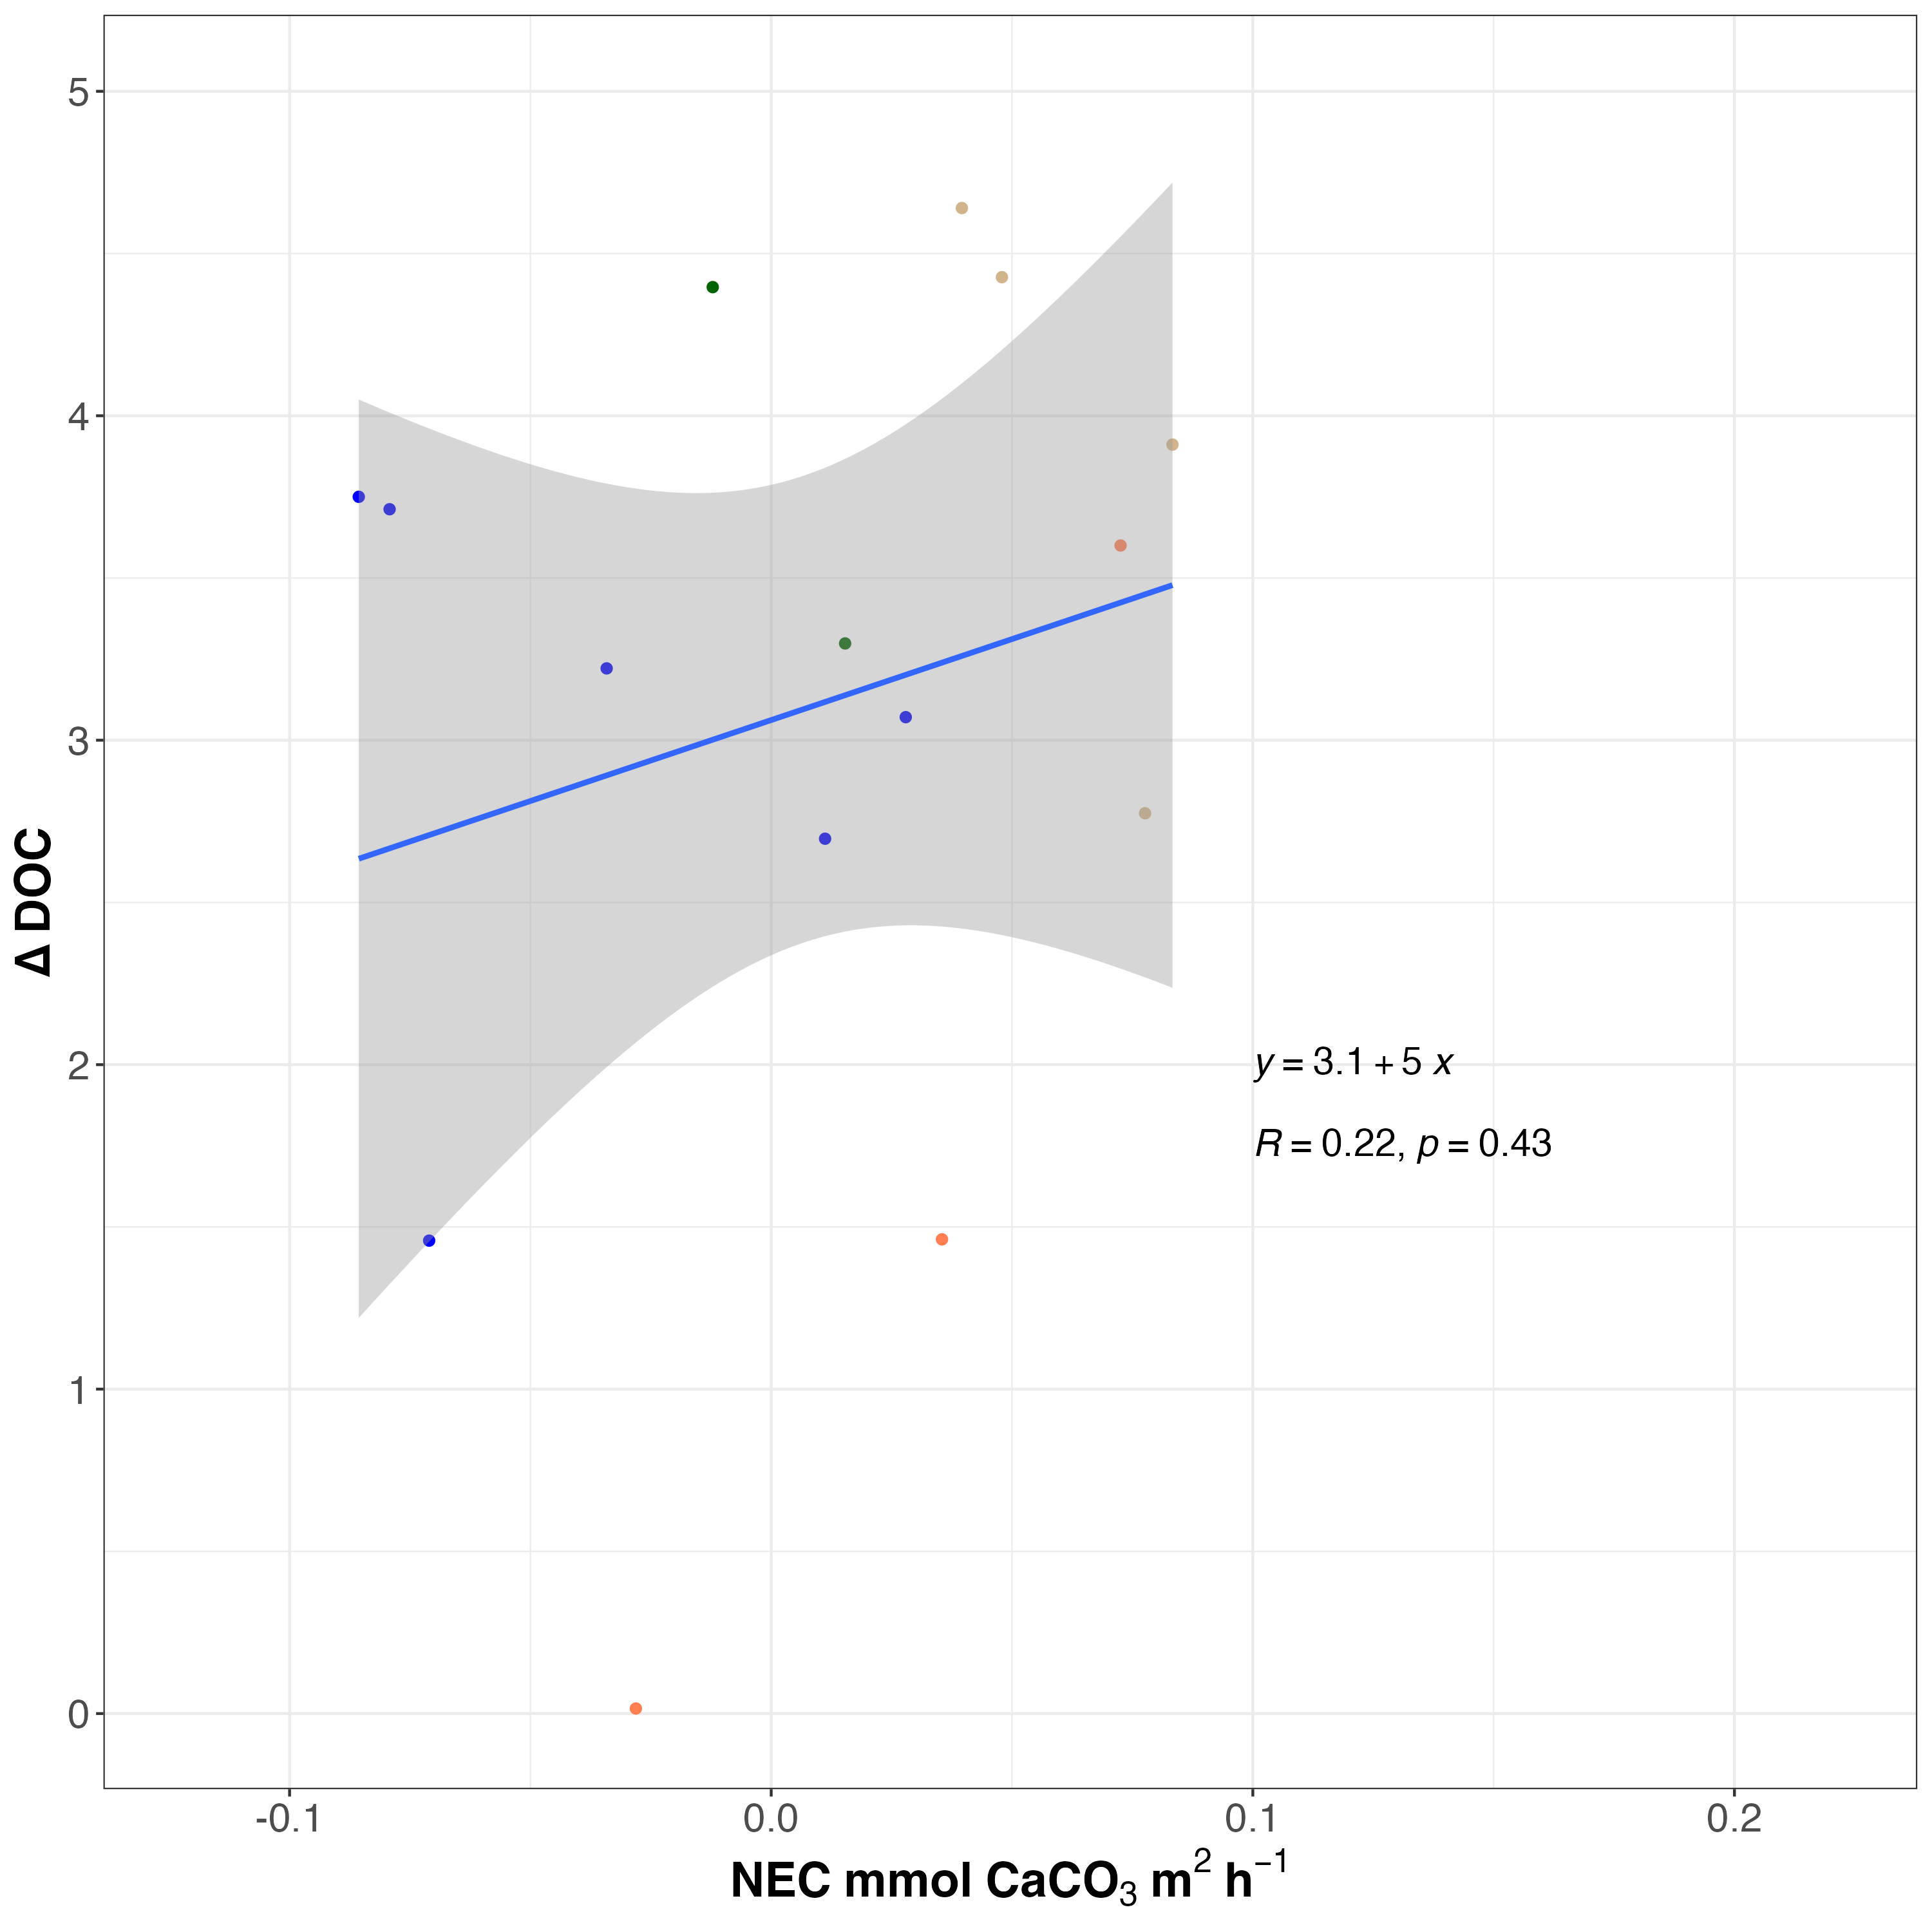 5
4
3
2
1
0
Δ DOC
y = 3.1 + 5 x
R = 0.22, p = 0.43
-0.1 0.0 0.1 0.2
NEC mmol CaCO₃ m² h⁻¹